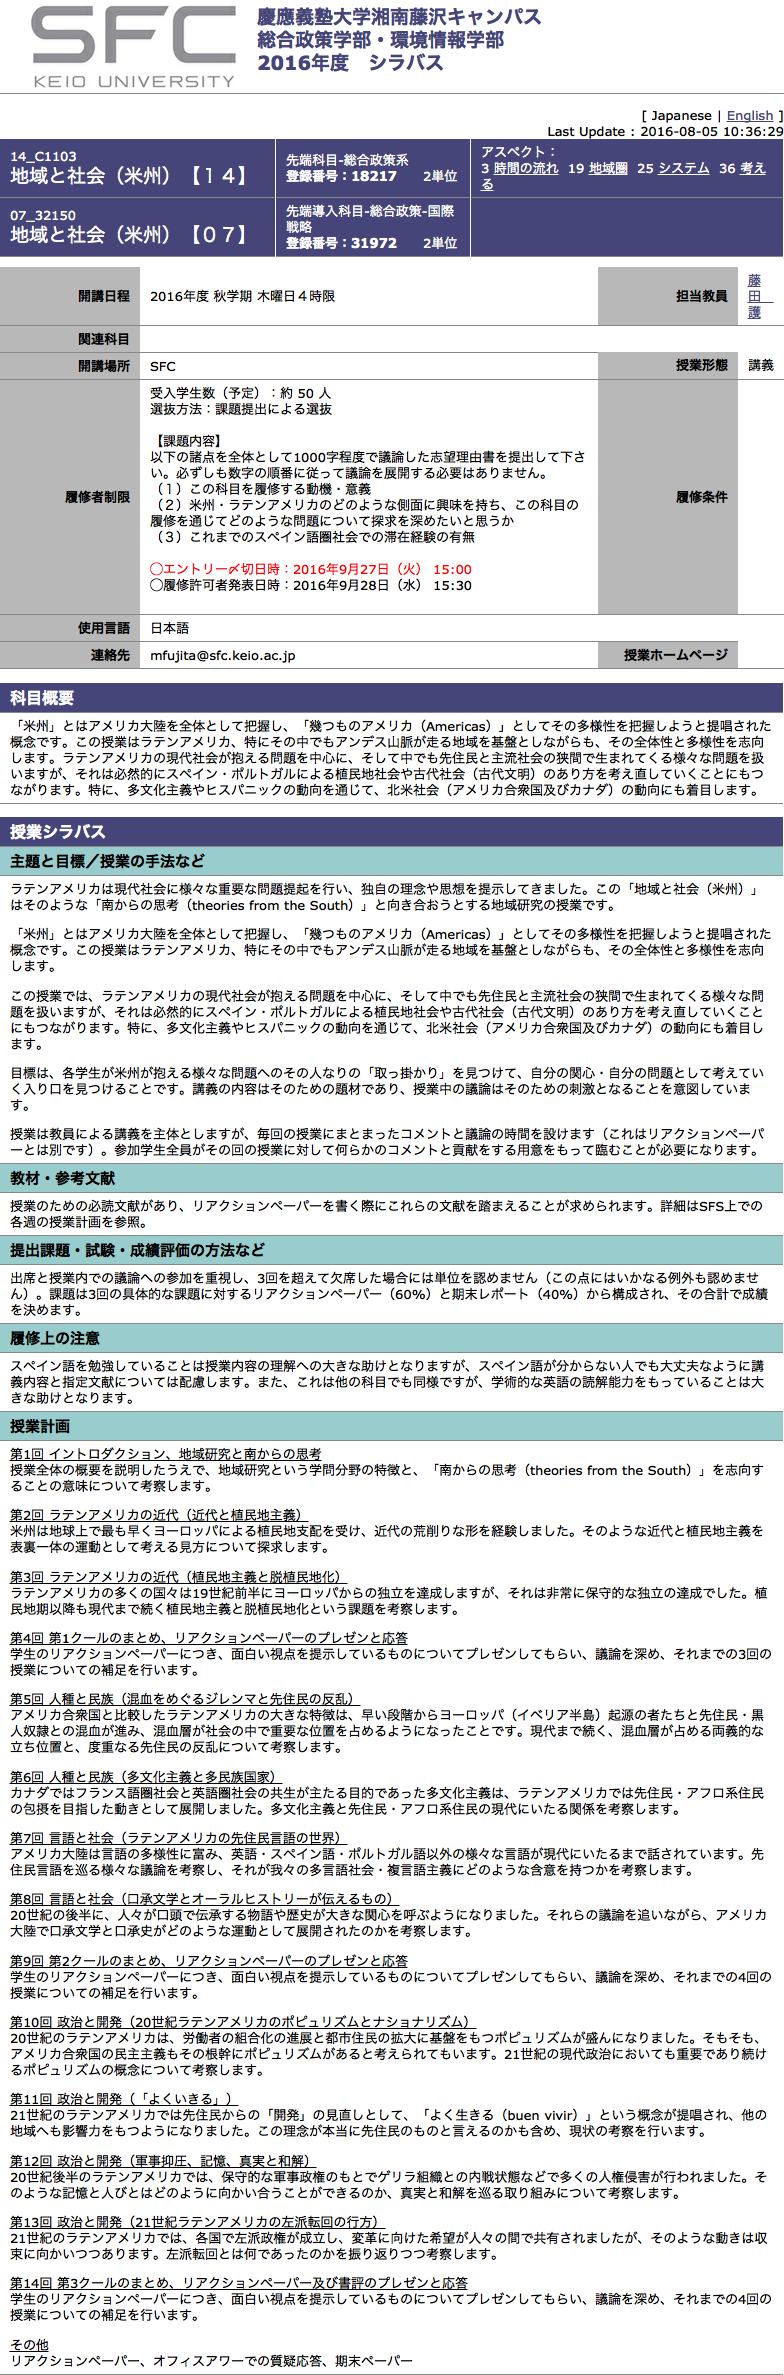 SFC
KEIO UNIVERSITY
慶應義塾大学湘南藤沢キャンパス
総合政策学部・環境情報学部
2016年度　シラバス
[ Japanese | English ]
Last Update : 2016-08-05 10:36:29
14_C1103
地域と社会（米州）【１４】
先端科目-総合政策系
登録番号：18217　　2単位
アスペクト：
3 時間の流れ 19 地域圏 25 システム 36 考え
る
07_32150
地域と社会（米州）【０７】
先端導入科目-総合政策-国際
戦略
登録番号：31972　　2単位
開講日程
2016年度 秋学期 木曜日４時限
担当教員
藤
田
護
関連科目
開講場所
SFC
授業形態
講義
履修者制限
受入学生数（予定）：約 50 人
選抜方法：課題提出による選抜
【課題内容】
以下の諸点を全体として1000字程度で議論した志望理由書を提出して下さ
い。必ずしも数字の順番に従って議論を展開する必要はありません。
（１）この科目を履修する動機・意義
（２）米州・ラテンアメリカのどのような側面に興味を持ち、この科目の
履修を通じてどのような問題について探求を深めたいと思うか
（３）これまでのスペイン語圏社会での滞在経験の有無
◯エントリー〆切日時：2016年9月27日（火） 15:00
◯履修許可者発表日時：2016年9月28日（水） 15:30
履修条件
使用言語
日本語
連絡先
mfujita@sfc.keio.ac.jp
授業ホームページ
科目概要
「米州」とはアメリカ大陸を全体として把握し、「幾つものアメリカ（Americas）」としてその多様性を把握しようと提唱された
概念です。この授業はラテンアメリカ、特にその中でもアンデス山脈が走る地域を基盤としながらも、その全体性と多様性を志向
します。ラテンアメリカの現代社会が抱える問題を中心に、そして中でも先住民と主流社会の狭間で生まれてくる様々な問題を扱
いますが、それは必然的にスペイン・ポルトガルによる植民地社会や古代社会（古代文明）のあり方を考え直していくことにもつ
ながります。特に、多文化主義やヒスパニックの動向を通じて、北米社会（アメリカ合衆国及びカナダ）の動向にも着目します。
授業シラバス
主題と目標／授業の手法など
ラテンアメリカは現代社会に様々な重要な問題提起を行い、独自の理念や思想を提示してきました。この「地域と社会（米州）」
はそのような「南からの思考（theories from the South）」と向き合おうとする地域研究の授業です。
「米州」とはアメリカ大陸を全体として把握し、「幾つものアメリカ（Americas）」としてその多様性を把握しようと提唱された
概念です。この授業はラテンアメリカ、特にその中でもアンデス山脈が走る地域を基盤としながらも、その全体性と多様性を志向
します。
この授業では、ラテンアメリカの現代社会が抱える問題を中心に、そして中でも先住民と主流社会の狭間で生まれてくる様々な問
題を扱いますが、それは必然的にスペイン・ポルトガルによる植民地社会や古代社会（古代文明）のあり方を考え直していくこと
にもつながります。特に、多文化主義やヒスパニックの動向を通じて、北米社会（アメリカ合衆国及びカナダ）の動向にも着目し
ます。
目標は、各学生が米州が抱える様々な問題へのその人なりの「取っ掛かり」を見つけて、自分の関心・自分の問題として考えてい
く入り口を見つけることです。講義の内容はそのための題材であり、授業中の議論はそのための刺激となることを意図していま
す。
授業は教員による講義を主体としますが、毎回の授業にまとまったコメントと議論の時間を設けます（これはリアクションペーパ
ーとは別です）。参加学生全員がその回の授業に対して何らかのコメントと貢献をする用意をもって臨むことが必要になります。
教材・参考文献
授業のための必読文献があり、リアクションペーパーを書く際にこれらの文献を踏まえることが求められます。詳細はSFS上での
各週の授業計画を参照。
提出課題・試験・成績評価の方法など
出席と授業内での議論への参加を重視し、3回を超えて欠席した場合には単位を認めません（この点にはいかなる例外も認めませ
ん）。課題は3回の具体的な課題に対するリアクションペーパー（60%）と期末レポート（40%）から構成され、その合計で成績
を決めます。
履修上の注意
スペイン語を勉強していることは授業内容の理解への大きな助けとなりますが、スペイン語が分からない人でも大丈夫なように講
義内容と指定文献については配慮します。また、これは他の科目でも同様ですが、学術的な英語の読解能力をもっていることは大
きな助けとなります。
授業計画
第1回 イントロダクション、地域研究と南からの思考
授業全体の概要を説明したうえで、地域研究という学問分野の特徴と、「南からの思考（theories from the South）」を志向す
ることの意味について考察します。
第2回 ラテンアメリカの近代（近代と植民地主義）
米州は地球上で最も早くヨーロッパによる植民地支配を受け、近代の荒削りな形を経験しました。そのような近代と植民地主義を
表裏一体の運動として考える見方について探求します。
第3回 ラテンアメリカの近代（植民地主義と脱植民地化）
ラテンアメリカの多くの国々は19世紀前半にヨーロッパからの独立を達成しますが、それは非常に保守的な独立の達成でした。植
民地期以降も現代まで続く植民地主義と脱植民地化という課題を考察します。
第4回 第1クールのまとめ、リアクションペーパーのプレゼンと応答
学生のリアクションペーパーにつき、面白い視点を提示しているものについてプレゼンしてもらい、議論を深め、それまでの3回の
授業についての補足を行います。
第5回 人種と民族（混血をめぐるジレンマと先住民の反乱）
アメリカ合衆国と比較したラテンアメリカの大きな特徴は、早い段階からヨーロッパ（イベリア半島）起源の者たちと先住民・黒
人奴隷との混血が進み、混血層が社会の中で重要な位置を占めるようになったことです。現代まで続く、混血層が占める両義的な
立ち位置と、度重なる先住民の反乱について考察します。
第6回 人種と民族（多文化主義と多民族国家）
カナダではフランス語圏社会と英語圏社会の共生が主たる目的であった多文化主義は、ラテンアメリカでは先住民・アフロ系住民
の包摂を目指した動きとして展開しました。多文化主義と先住民・アフロ系住民の現代にいたる関係を考察します。
第7回 言語と社会（ラテンアメリカの先住民言語の世界）
アメリカ大陸は言語の多様性に富み、英語・スペイン語・ポルトガル語以外の様々な言語が現代にいたるまで話されています。先
住民言語を巡る様々な議論を考察し、それが我々の多言語社会・複言語主義にどのような含意を持つかを考察します。
第8回 言語と社会（口承文学とオーラルヒストリーが伝えるもの）
20世紀の後半に、人々が口頭で伝承する物語や歴史が大きな関心を呼ぶようになりました。それらの議論を追いながら、アメリカ
大陸で口承文学と口承史がどのような運動として展開されたのかを考察します。
第9回 第2クールのまとめ、リアクションペーパーのプレゼンと応答
学生のリアクションペーパーにつき、面白い視点を提示しているものについてプレゼンしてもらい、議論を深め、それまでの4回の
授業についての補足を行います。
第10回 政治と開発（20世紀ラテンアメリカのポピュリズムとナショナリズム）
20世紀のラテンアメリカは、労働者の組合化の進展と都市住民の拡大に基盤をもつポピュリズムが盛んになりました。そもそも、
アメリカ合衆国の民主主義もその根幹にポピュリズムがあると考えられてもいます。21世紀の現代政治においても重要であり続け
るポピュリズムの概念について考察します。
第11回 政治と開発（「よくいきる」）
21世紀のラテンアメリカでは先住民からの「開発」の見直しとして、「よく生きる（buen vivir）」という概念が提唱され、他の
地域へも影響力をもつようになりました。この理念が本当に先住民のものと言えるのかも含め、現状の考察を行います。
第12回 政治と開発（軍事抑圧、記憶、真実と和解）
20世紀後半のラテンアメリカでは、保守的な軍事政権のもとでゲリラ組織との内戦状態などで多くの人権侵害が行われました。そ
のような記憶と人びとはどのように向かい合うことができるのか、真実と和解を巡る取り組みについて考察します。
第13回 政治と開発（21世紀ラテンアメリカの左派転回の行方）
21世紀のラテンアメリカでは、各国で左派政権が成立し、変革に向けた希望が人々の間で共有されましたが、そのような動きは収
束に向かいつつあります。左派転回とは何であったのかを振り返りつつ考察します。
第14回 第3クールのまとめ、リアクションペーパー及び書評のプレゼンと応答
学生のリアクションペーパーにつき、面白い視点を提示しているものについてプレゼンしてもらい、議論を深め、それまでの4回の
授業についての補足を行います。
その他
リアクションペーパー、オフィスアワーでの質疑応答、期末ペーパー